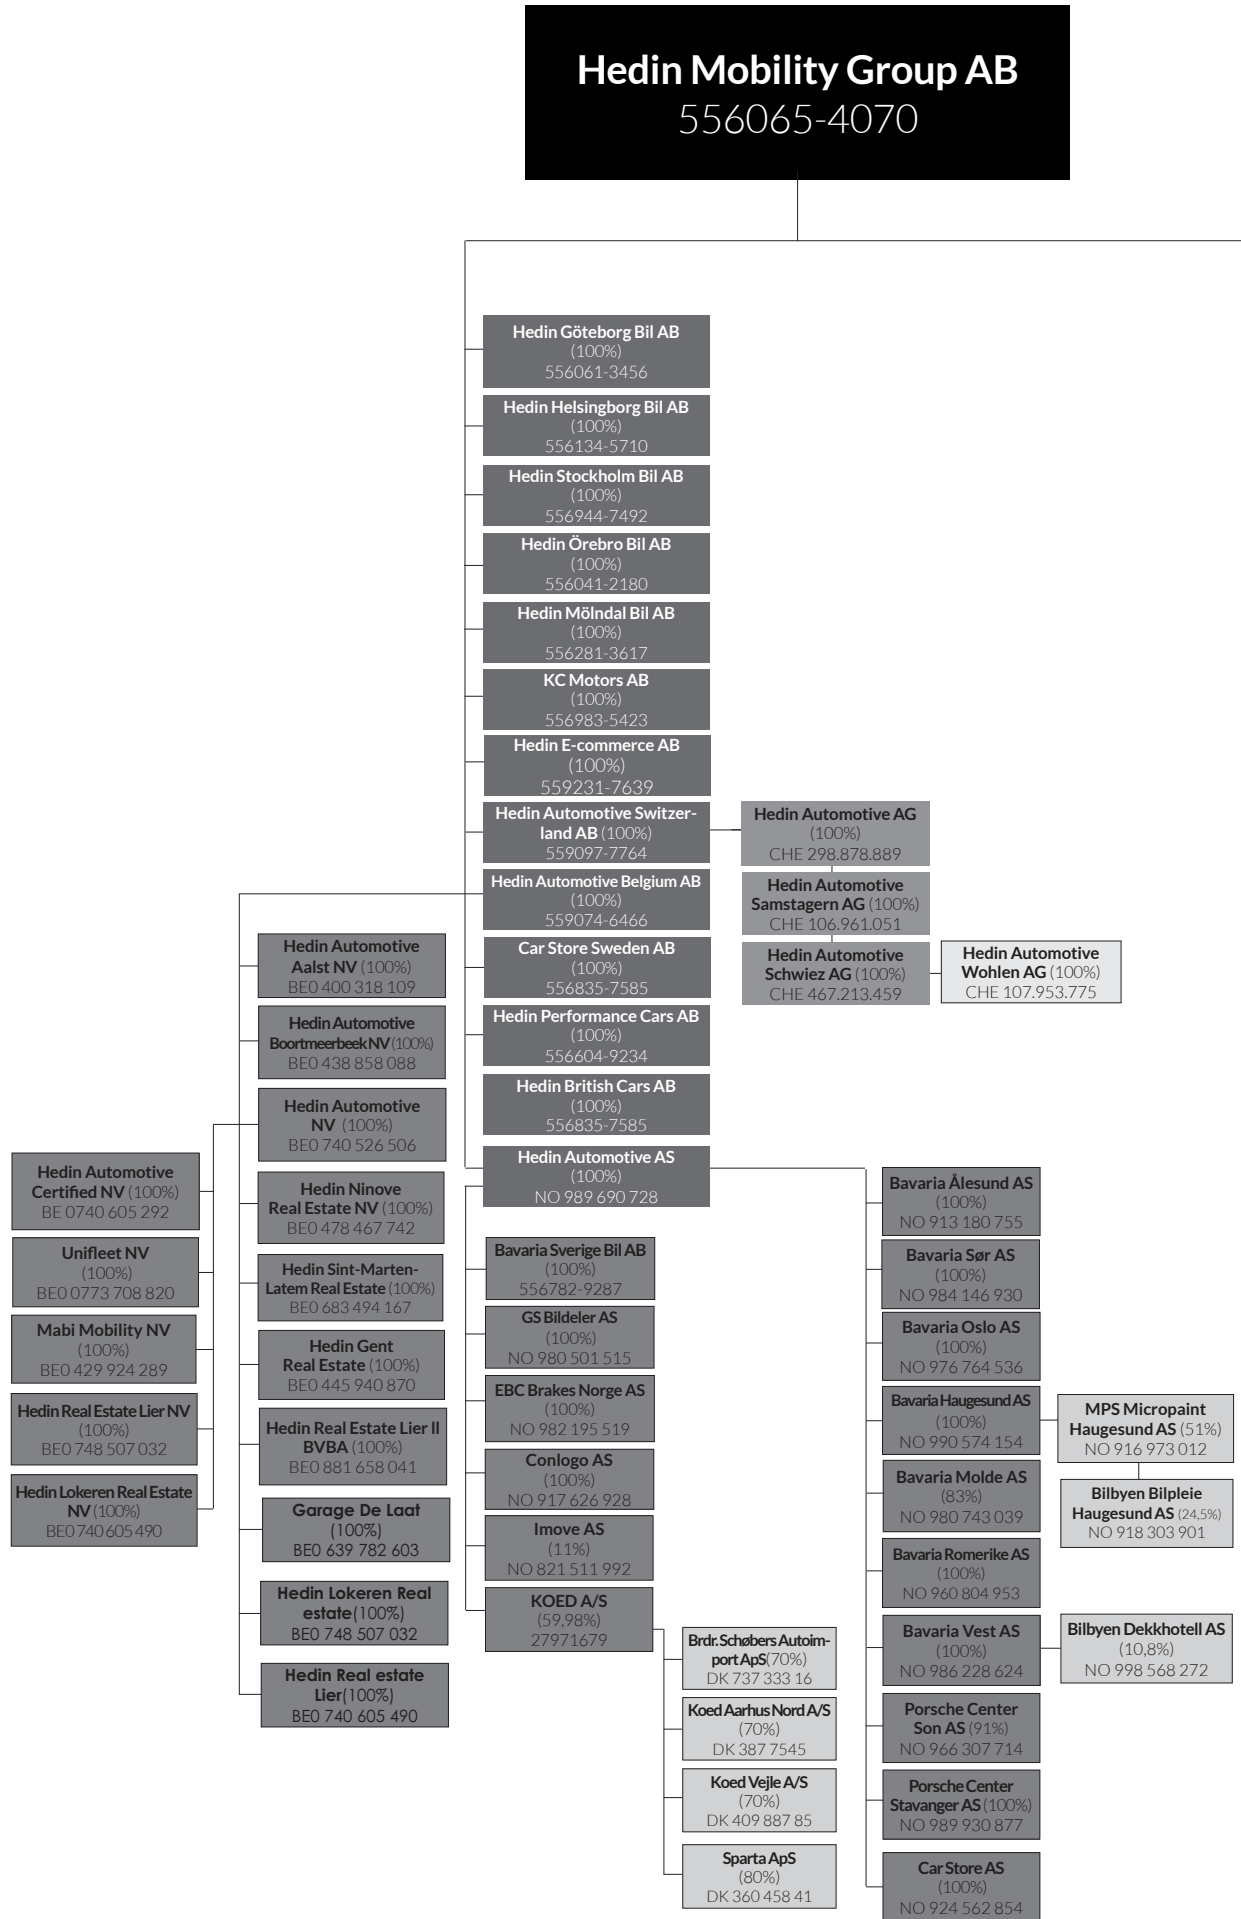 Hedin Mobility Group AB
556065-4070
Hedin Göteborg Bil AB
(100%)
556061-3456
Hedin Helsingborg Bil AB
(100%)
556134-5710
Hedin Stockholm Bil AB
(100%)
556944-7492
Hedin Örebro Bil AB
(100%)
556041-2180
Hedin Mölndal Bil AB
(100%)
556281-3617
KC Motors AB
(100%)
556983-5423
Hedin E-commerce AB
(100%)
559231-7639
Hedin Automotive Switzer-
land AB (100%)
559097-7764
Hedin Automotive AG
(100%)
CHE 298.878.889
Hedin Automotive
Samstagern AG (100%)
CHE 106.961.051
Hedin Automotive
Schwiez AG (100%)
CHE 467.213.459
Hedin Automotive
Wohlen AG (100%)
CHE 107.953.775
Hedin Automotive Belgium AB
(100%)
559074-6466
Car Store Sweden AB
(100%)
556835-7585
Hedin Performance Cars AB
(100%)
556604-9234
Hedin British Cars AB
(100%)
556835-7585
Hedin Automotive AS
(100%)
NO 989 690 728
Hedin Automotive
Aalst NV (100%)
BE0 400 318 109
Hedin Automotive
Boortmeerbeek NV (100%)
BE0 438 858 088
Hedin Automotive
NV (100%)
BE0 740 526 506
Hedin Ninove
Real Estate NV (100%)
BE0 478 467 742
Hedin Sint-Marten-
Latem Real Estate (100%)
BE0 683 494 167
Hedin Gent
Real Estate (100%)
BE0 445 940 870
Hedin Real Estate Lier II
BVBA (100%)
BE0 881 658 041
Garage De Laat
(100%)
BE0 639 782 603
Hedin Lokeren Real
estate(100%)
BE0 748 507 032
Hedin Real estate
Lier(100%)
BE0 740 605 490
Hedin Automotive
Certified NV (100%)
BE 0740 605 292
Unifleet NV
(100%)
BE0 0773 708 820
Mabi Mobility NV
(100%)
BE0 429 924 289
Hedin Real Estate Lier NV
(100%)
BE0 748 507 032
Hedin Lokeren Real Estate
NV (100%)
BE0 740 605 490
Bavaria Sverige Bil AB
(100%)
556782-9287
GS Bildeler AS
(100%)
NO 980 501 515
EBC Brakes Norge AS
(100%)
NO 982 195 519
Conlogo AS
(100%)
NO 917 626 928
Imove AS
(11%)
NO 821 511 992
KOED A/S
(59,98%)
27971679
Brdr. Schøbers Autoim-
port ApS(70%)
DK 737 333 16
Koed Aarhus Nord A/S
(70%)
DK 387 7545
Koed Vejle A/S
(70%)
DK 409 887 85
Sparta ApS
(80%)
DK 360 458 41
Bavaria Ålesund AS
(100%)
NO 913 180 755
Bavaria Sør AS
(100%)
NO 984 146 930
Bavaria Oslo AS
(100%)
NO 976 764 536
Bavaria Haugesund AS
(100%)
NO 990 574 154
MPS Micropaint
Haugesund AS (51%)
NO 916 973 012
Bilbyen Bilpleie
Haugesund AS (24,5%)
NO 918 303 901
Bavaria Molde AS
(83%)
NO 980 743 039
Bavaria Romerike AS
(100%)
NO 960 804 953
Bavaria Vest AS
(100%)
NO 986 228 624
Bilbyen Dekkhotell AS
(10,8%)
NO 998 568 272
Porsche Center
Son AS (91%)
NO 966 307 714
Porsche Center
Stavanger AS (100%)
NO 989 930 877
Car Store AS
(100%)
NO 924 562 854